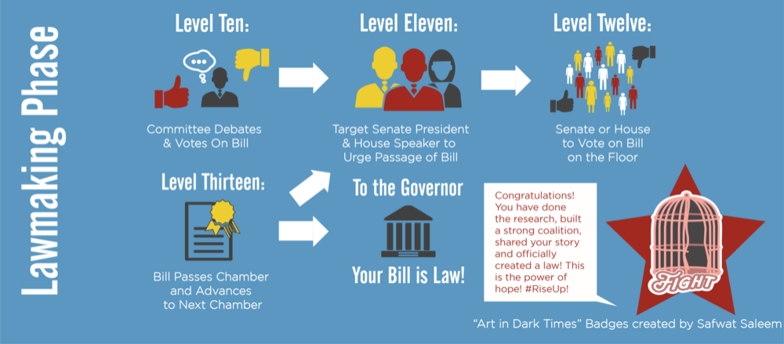 Lawmaking Phase
Level Ten:
Committee Debates
& Votes On Bill
Level Eleven:
Target Senate President
& House Speaker to
Urge Passage of Bill
Level Twelve:
Senate or House
to Vote on Bill
on the Floor
Level Thirteen:
Bill Passes Chamber
and Advances
to Next Chamber
To the Governor
Your Bill is Law!
Congratulations!
You have done
the research, built
a strong coalition,
shared your story
and officially
created a law! This
is the power of
hope! #RiseUp!
FIGHT
“Art in Dark Times” Badges created by Safwat Saleem